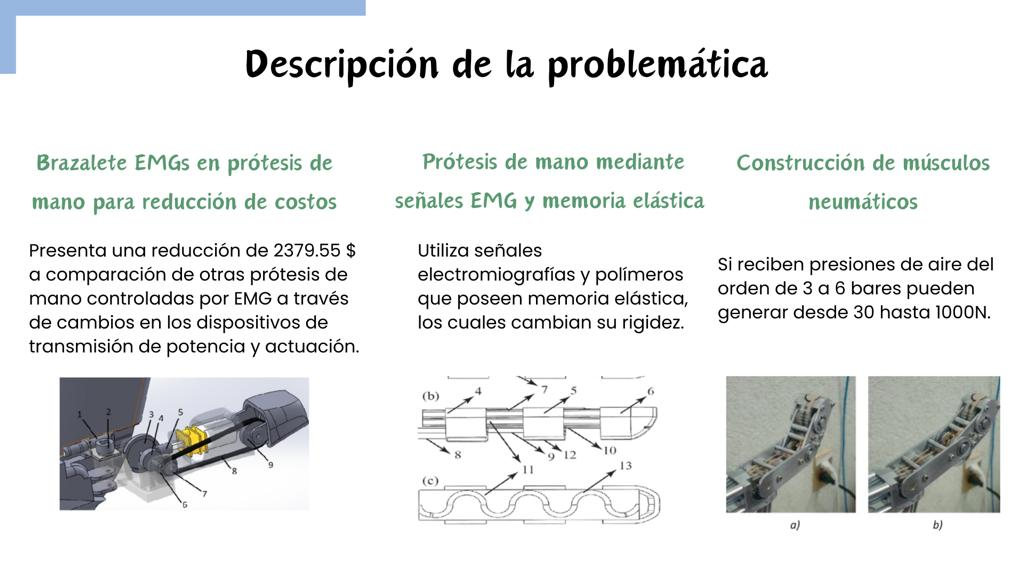 Descripción de la problemática
Brazalete EMGs en prótesis de
mano para reducción de costos
Presenta una reducción de 2379.55 $
a comparación de otras prótesis de
mano controladas por EMG a través
de cambios en los dispositivos de
transmisión de potencia y actuación.
1 2 3 4 5
6 7 8 9
Prótesis de mano mediante
señales EMG y memoria elástica
Utiliza señales
electromiografías y polímeros
que poseen memoria elástica,
los cuales cambian su rigidez.
(b) 4 7 5 6
8 11 9 12 10
(c) 13
Construcción de músculos
neumáticos
Si reciben presiones de aire del
orden de 3 a 6 bares pueden
generar desde 30 hasta 1000N.
a) b)